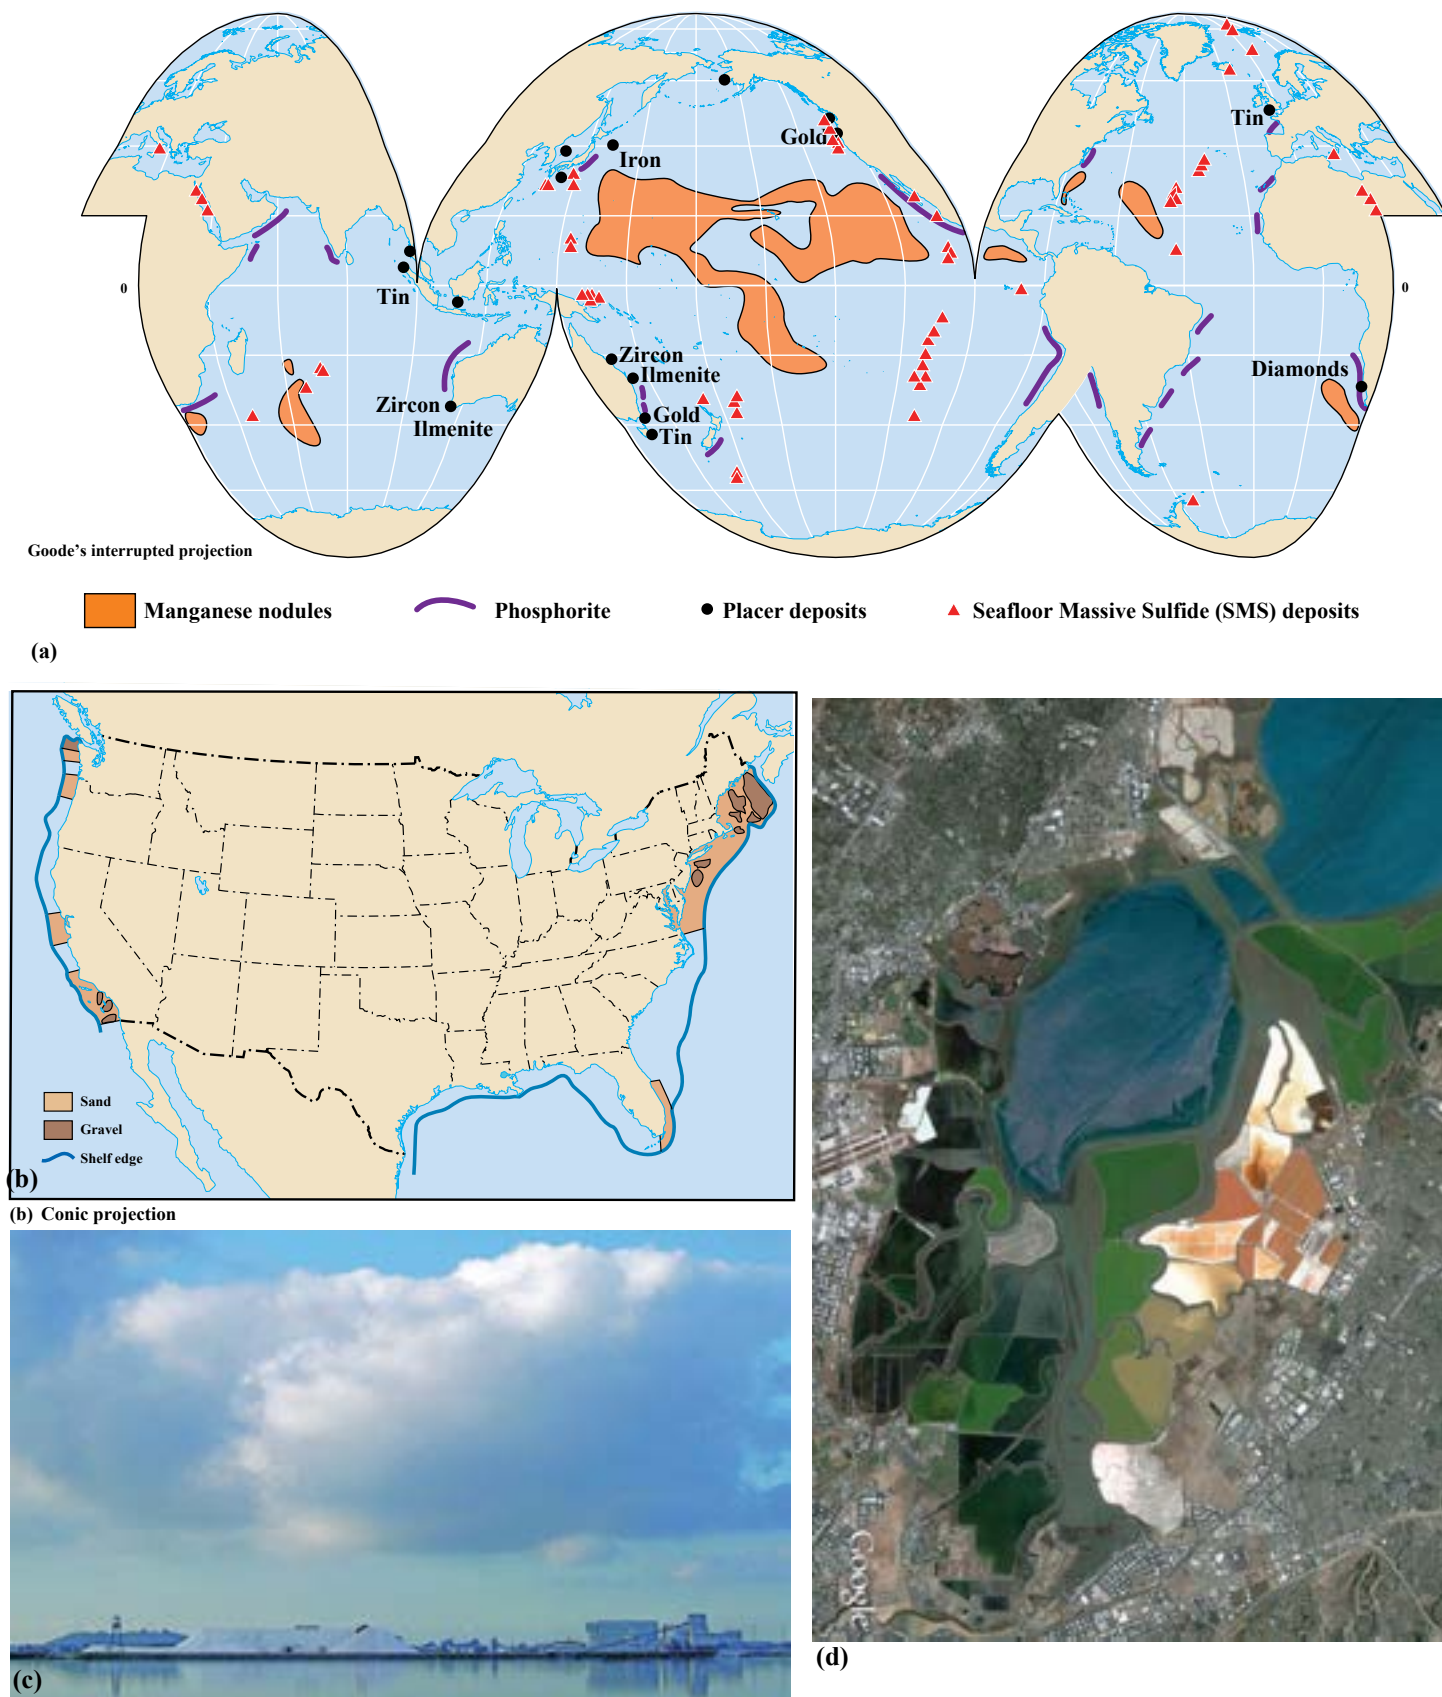 Tin
Gold
Iron
0
0
Tin
Zircon
Ilmenite
Diamonds
Zircon
Ilmenite
Gold
Tin
Goode's interrupted projection
Manganese nodules
Phosphorite
Placer deposits
Seafloor Massive Sulfide (SMS) deposits
(a)
Sand
Gravel
Shelf edge
(b)
(b) Conic projection
Google
(c)
(d)